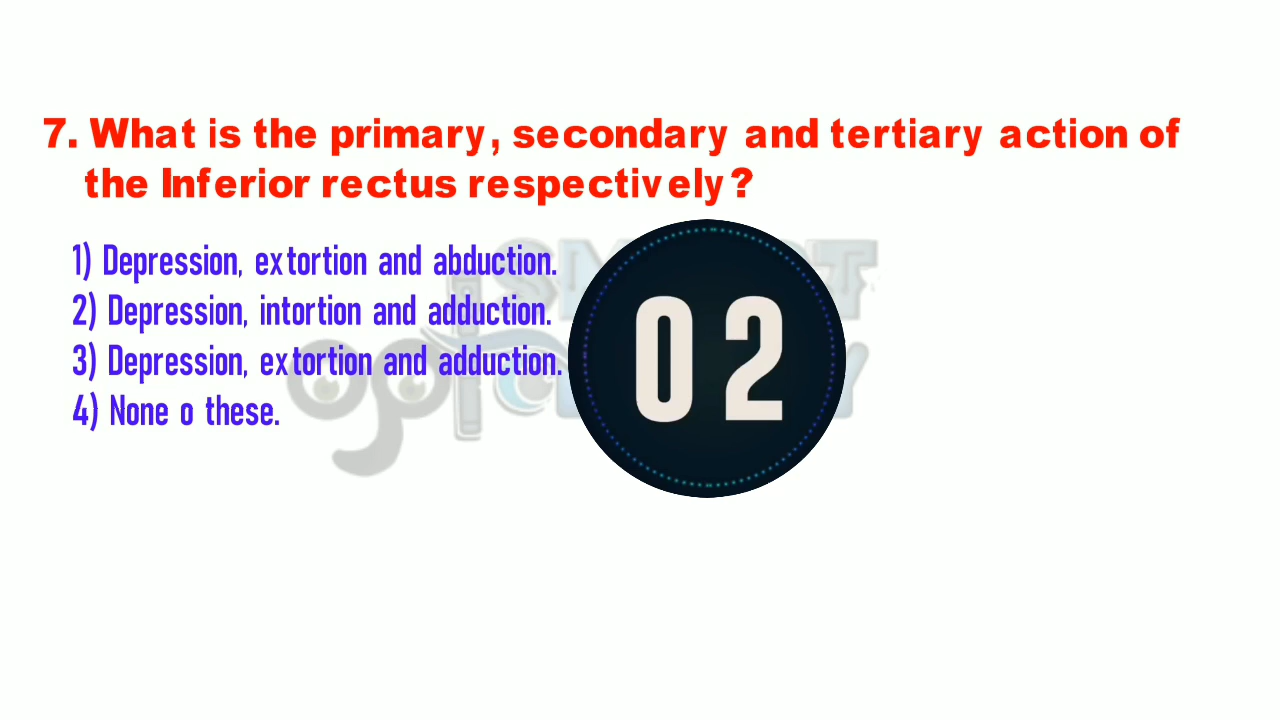 7. What is the primary, secondary and tertiary action of
the Inferior rectus respectively?
1) Depression, extortion and abduction.
2) Depression, intortion and adduction.
3) Depression, extortion and adduction.
4) None o these.
02